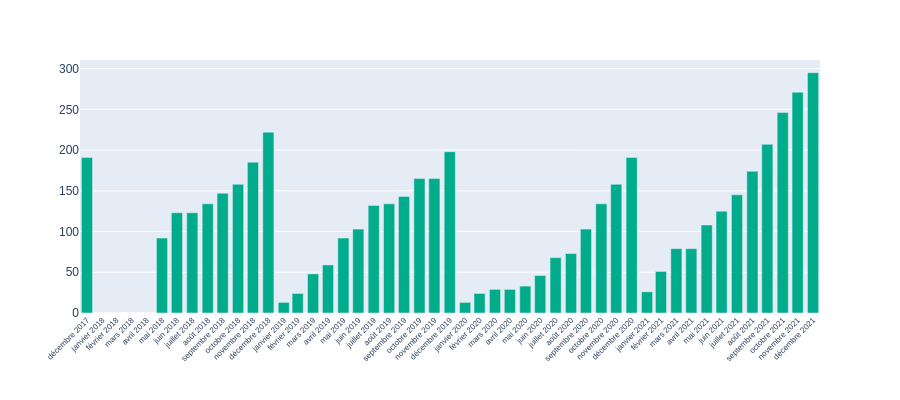 300
250
200
150
100
50
0
décembre 2017
janvier 2018
février 2018
mars 2018
avril 2018
mai 2018
juin 2018
juillet 2018
août 2018
septembre 2018
octobre 2018
novembre 2018
décembre 2018
janvier 2019
février 2019
mars 2019
avril 2019
mai 2019
juin 2019
juillet 2019
août 2019
septembre 2019
octobre 2019
novembre 2019
décembre 2019
janvier 2020
février 2020
mars 2020
avril 2020
mai 2020
juin 2020
juillet 2020
août 2020
septembre 2020
octobre 2020
novembre 2020
décembre 2020
janvier 2021
février 2021
mars 2021
avril 2021
mai 2021
juin 2021
juillet 2021
août 2021
septembre 2021
octobre 2021
novembre 2021
décembre 2021